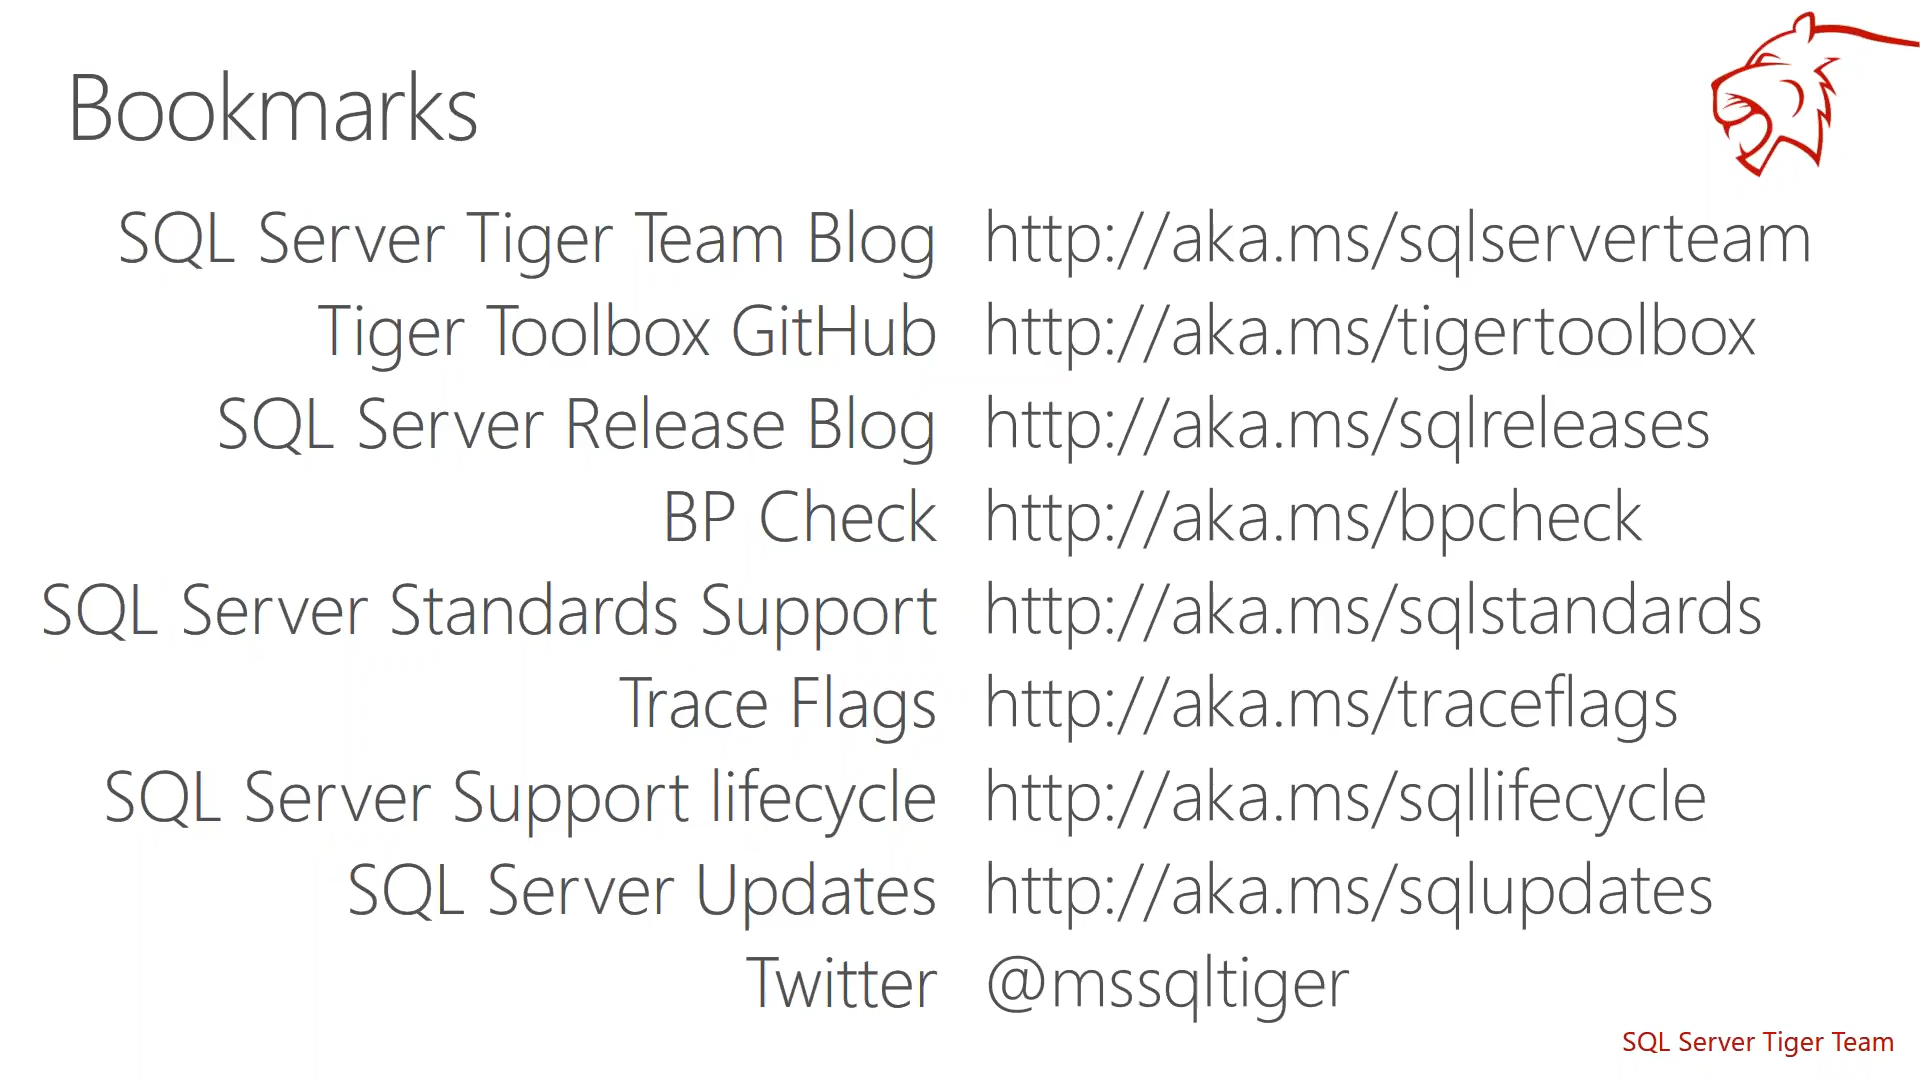 Bookmarks
SQL Server Tiger Team Blog http://aka.ms/sqlserverteam
Tiger Toolbox GitHub http://aka.ms/tigertoolbox
SQL Server Release Blog http://aka.ms/sqlreleases
BP Check http://aka.ms/bpcheck
SQL Server Standards Support http://aka.ms/sqlstandards
Trace Flags http://aka.ms/traceflags
SQL Server Support lifecycle http://aka.ms/sqllifecycle
SQL Server Updates http://aka.ms/sqlupdates
Twitter @mssqltiger
SQL Server Tiger Team